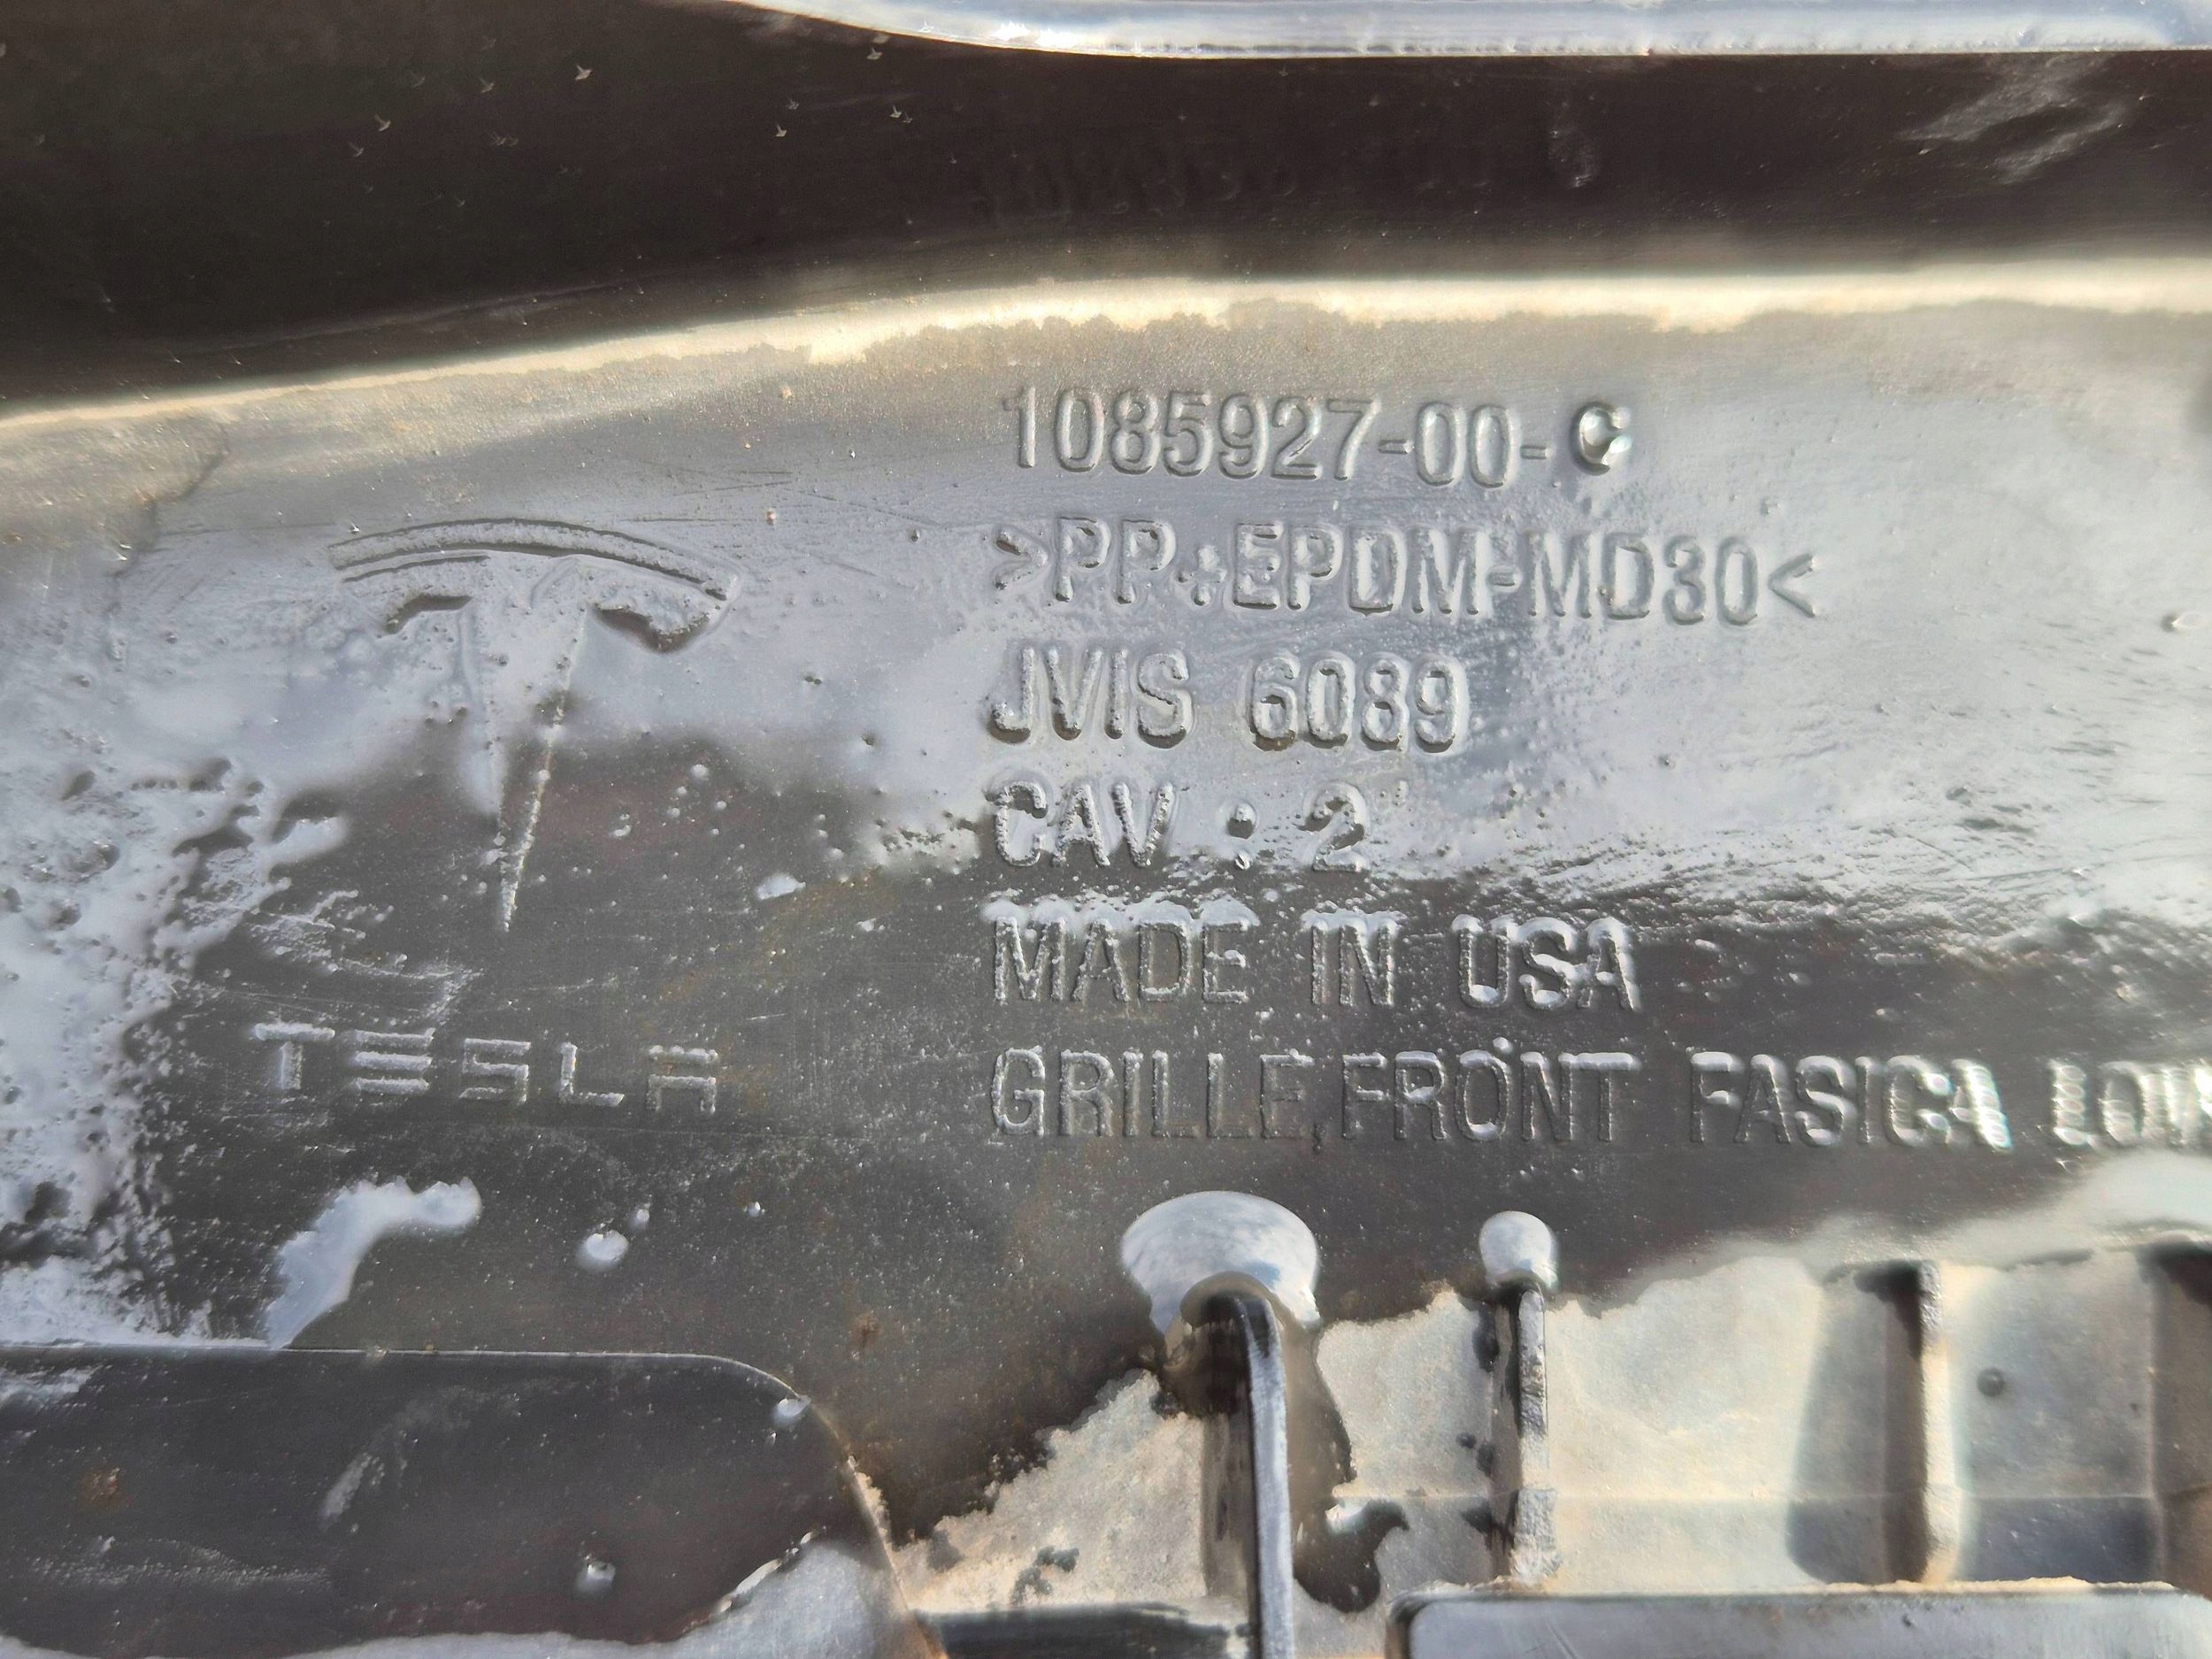 1085927-00-C
>PP+EPDM-MD30<
JVIS 6089
CAV : 2
MADE IN USA
GRILLE,FRONT FASICA
TESLA